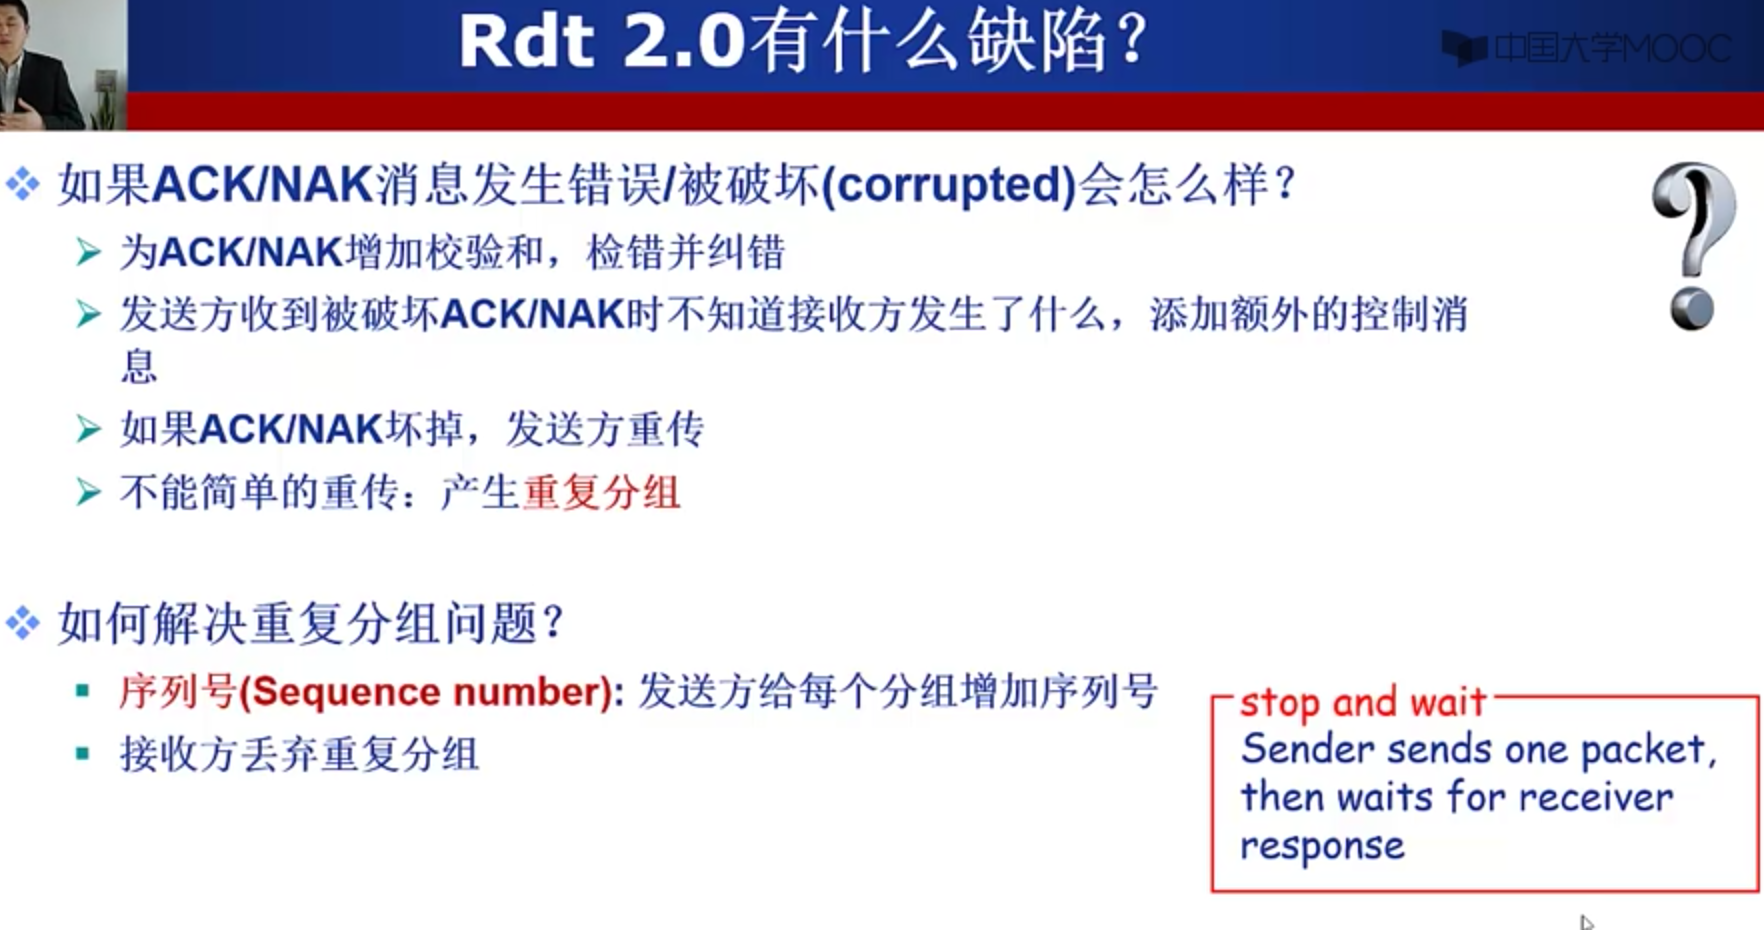 Rdt 2.0有什么缺陷？
中国大学MOOC
如果ACK/NAK消息发生错误/被破坏(corrupted)会怎么样？
为ACK/NAK增加校验和，检错并纠错
发送方收到被破坏ACK/NAK时不知道接收方发生了什么，添加额外的控制消
息
如果ACK/NAK坏掉，发送方重传
不能简单的重传：产生重复分组
如何解决重复分组问题？
序列号(Sequence number): 发送方给每个分组增加序列号
接收方丢弃重复分组
stop and wait
Sender sends one packet,
then waits for receiver
response